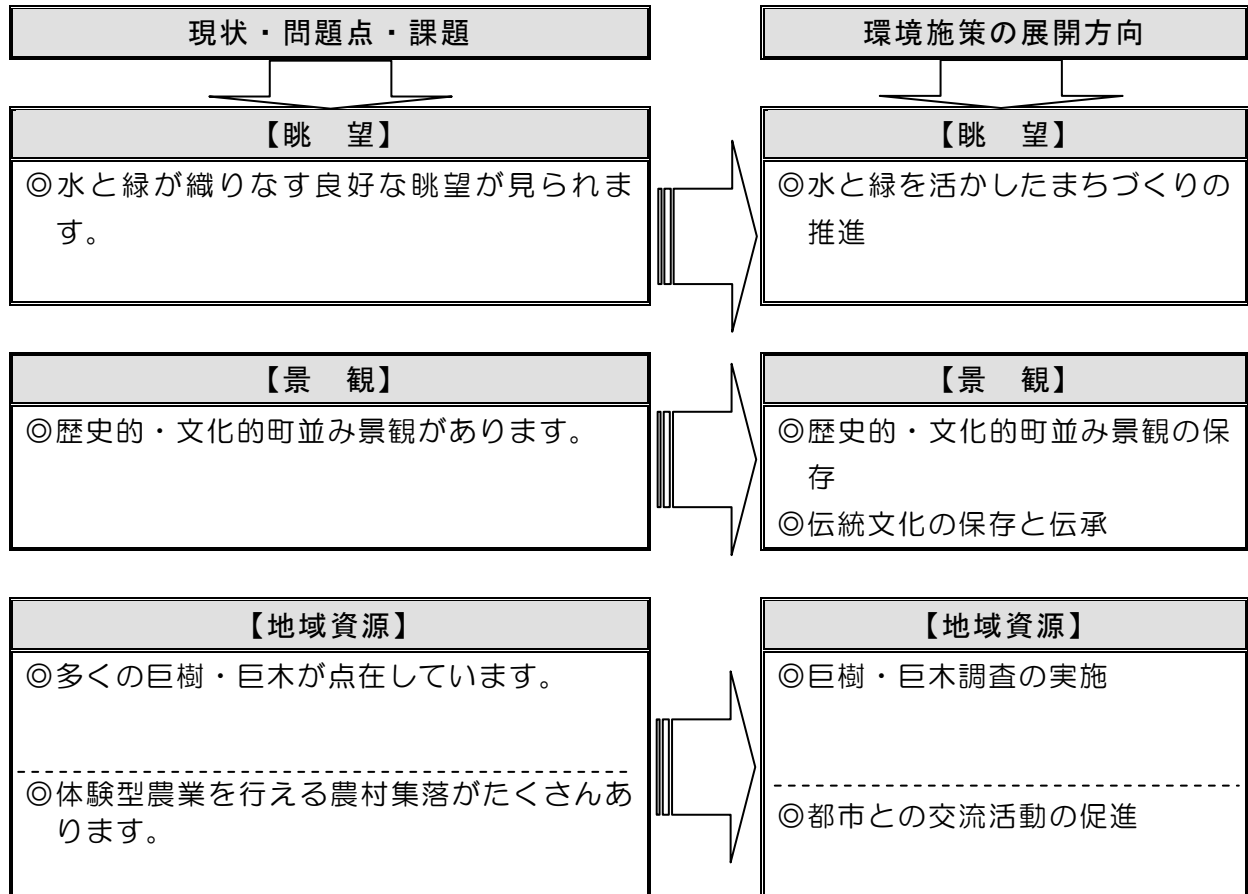 現状・問題点・課題
環境施策の展開方向
【眺　望】
◎水と緑が織りなす良好な眺望が見られま
す。
【眺　望】
◎水と緑を活かしたまちづくりの
推進
【景　観】
◎歴史的・文化的町並み景観があります。
【景　観】
◎歴史的・文化的町並み景観の保
存
◎伝統文化の保存と伝承
【地域資源】
◎多くの巨樹・巨木が点在しています。
◎体験型農業を行える農村集落がたくさんあ
ります。
【地域資源】
◎巨樹・巨木調査の実施
◎都市との交流活動の促進